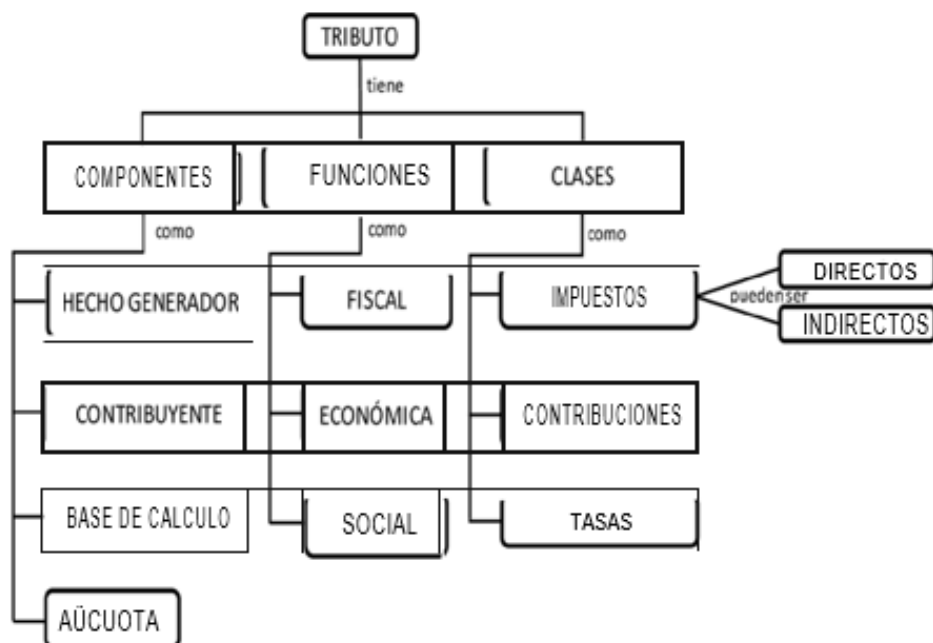 TRIBUTO
tiene
COMPONENTES
FUNCIONES
CLASES
como
como
como
HECHO GENERADOR
FISCAL
IMPUESTOS
pueden ser
DIRECTOS
INDIRECTOS
CONTRIBUYENTE
ECONÓMICA
CONTRIBUCIONES
BASE DE CALCULO
SOCIAL
TASAS
AÜCUOTA